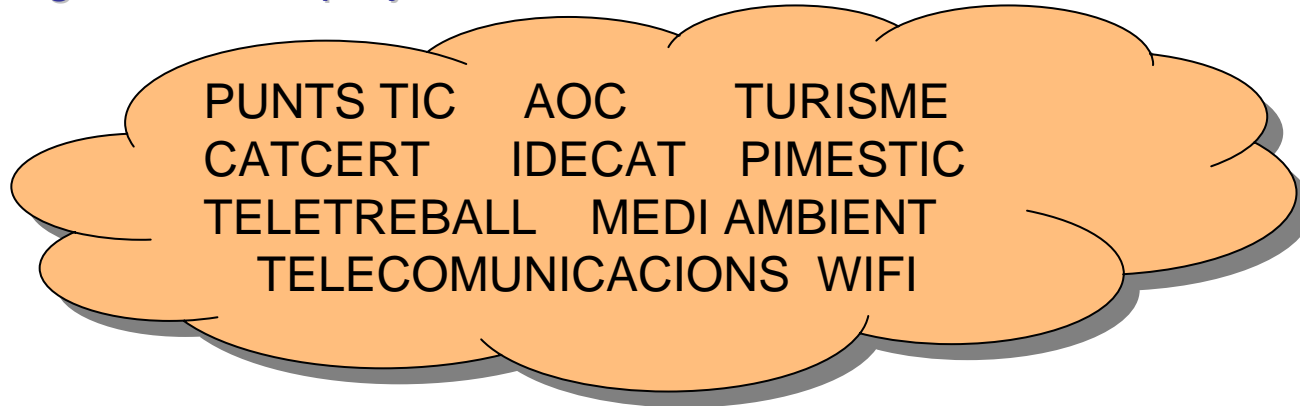 PUNTS TIC AOC TURISME
CATCERT IDECAT PIMESTIC
TELETREBALL MEDI AMBIENT
TELECOMUNICACIONS WIFI